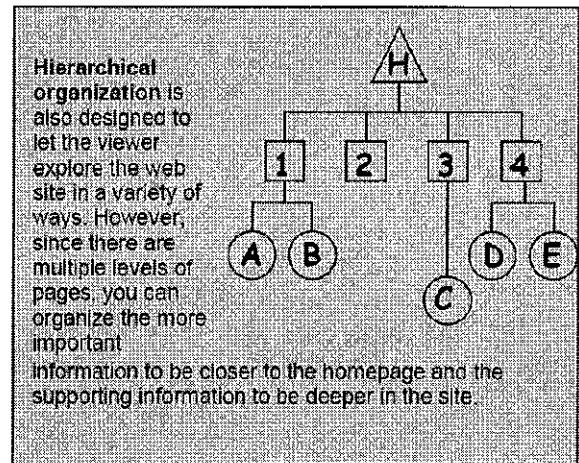 H
Hierarchical
organization is
also designed to
let the viewer
explore the web
site in a variety of
ways. However,
since there are
multiple levels of
pages, you can
organize the more
important
information to be closer to the homepage and the
supporting information to be deeper in the site.
1 2 3 4
A B D E
C